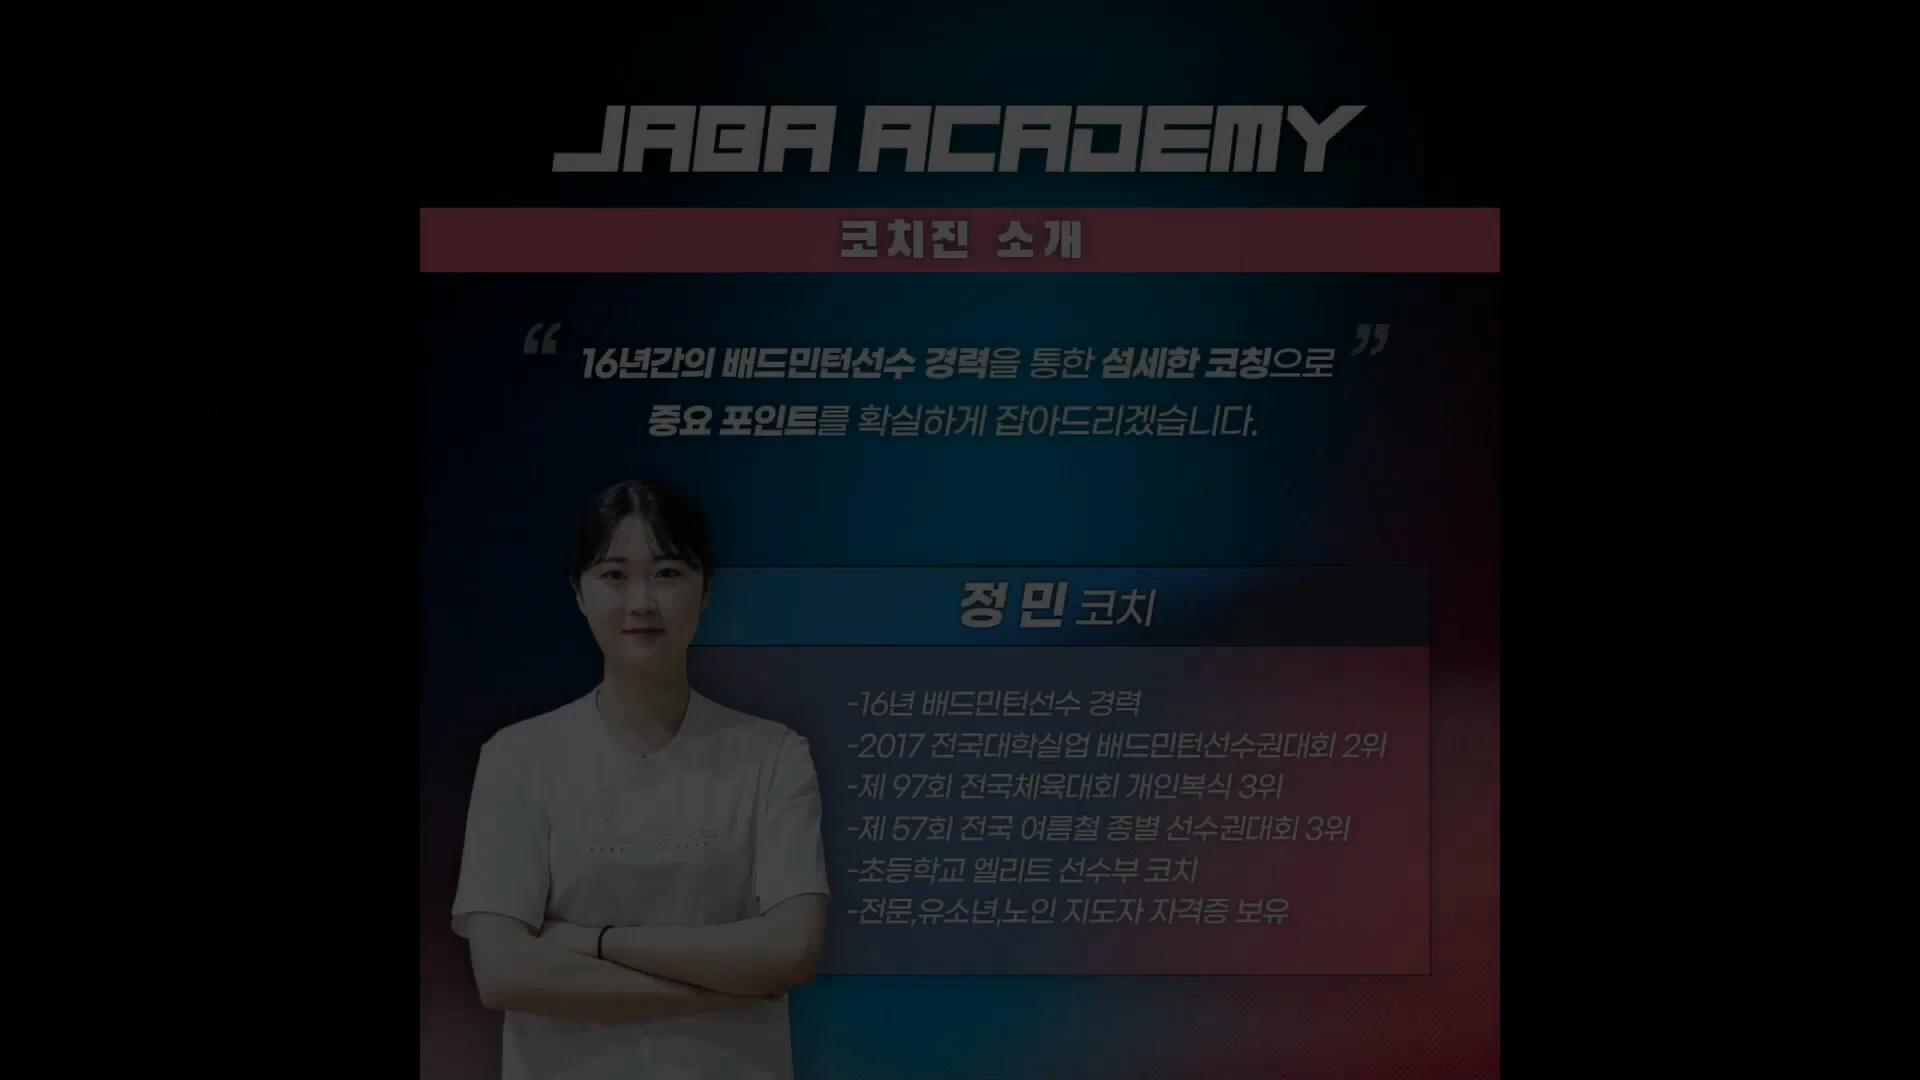 JABA ACADEMY
코치진 소개
“ 16년간의 배드민턴선수 경력을 통한 섬세한 코칭으로 ”
중요 포인트를 확실하게 잡아드리겠습니다.
정 민 코치
-16년 배드민턴선수 경력
-2017 전국대학실업 배드민턴선수권대회 2위
-제 97회 전국체육대회 개인복식 3위
-제 57회 전국 여름철 종별 선수권대회 3위
-초등학교 엘리트 선수부 코치
-전문,유소년,노인 지도자 자격증 보유